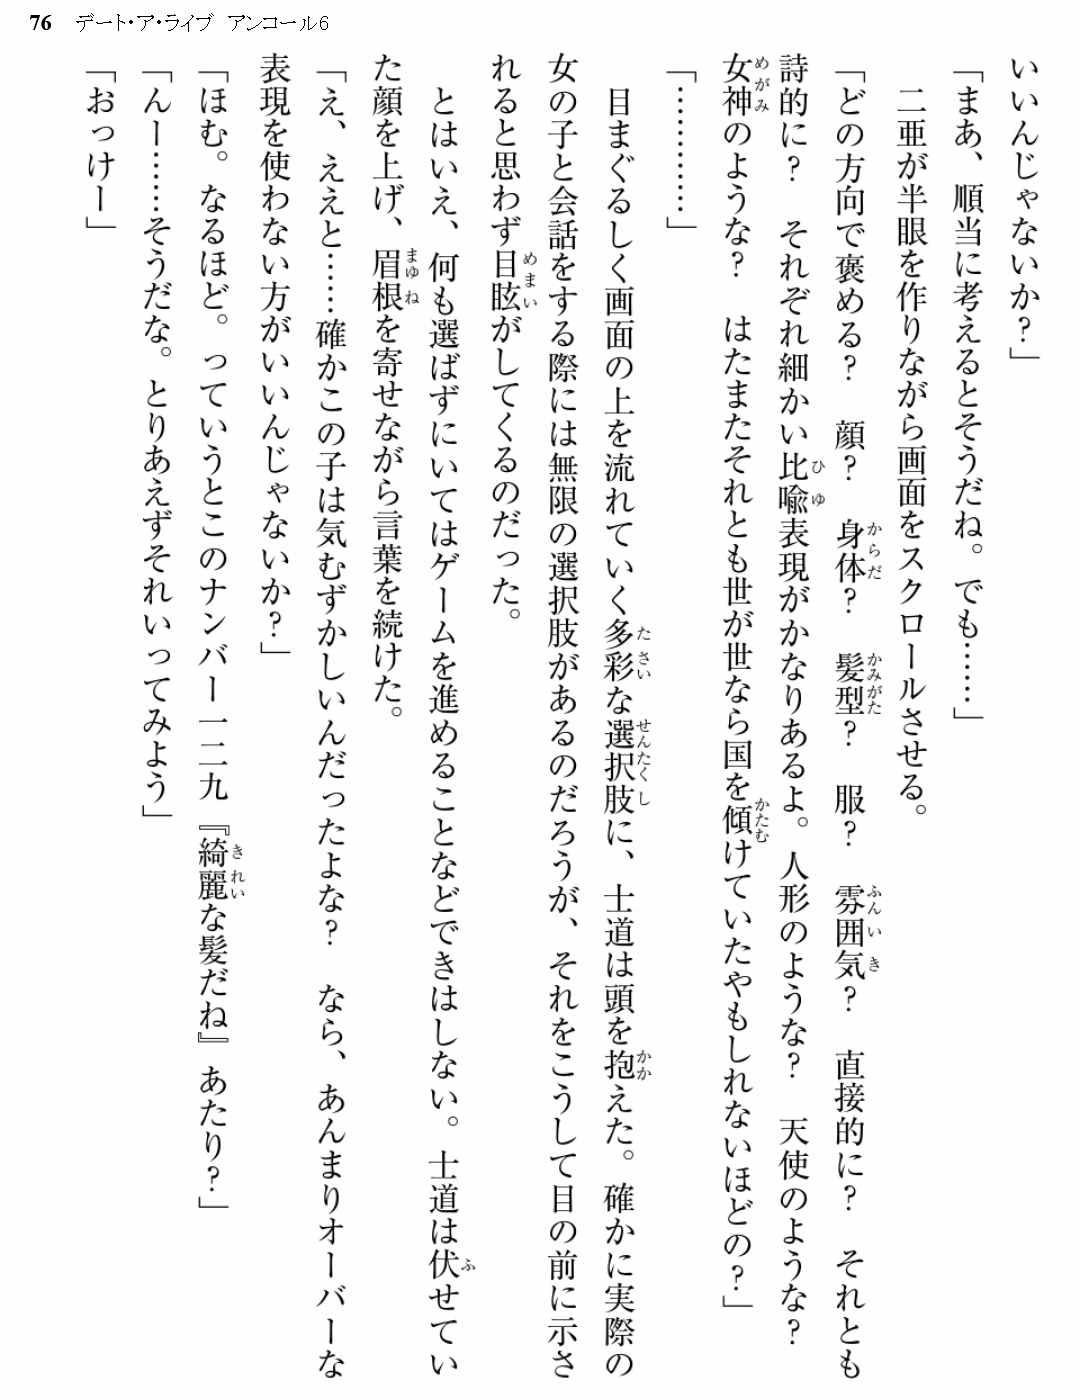 76 デート・ア・ライブ アンコール6
いいんじゃないか？」
「まあ、順当に考えるとそうだね。でも……」
　二亜が半眼を作りながら画面をスクロールさせる。
「どの方向で褒める？　顔？　身体？　髪型？　服？　雰囲気？　直接的に？　それとも
詩的に？　それぞれ細かい比喩表現がかなりあるよ。人形のような？　天使のような？
女神のような？　はたまたそれとも世が世なら国を傾けていたやもしれないほどの？」
「…………」
　目まぐるしく画面の上を流れていく多彩な選択肢に、士道は頭を抱えた。確かに実際の
女の子と会話をする際には無限の選択肢があるのだろうが、それをこうして目の前に示さ
れると思わず目眩がしてくるのだった。
　とはいえ、何も選ばずにいてはゲームを進めることなどできはしない。士道は伏せてい
た顔を上げ、眉根を寄せながら言葉を続けた。
「え、ええと……確かこの子は気むずかしいんだったよな？　なら、あんまりオーバーな
表現を使わない方がいいんじゃないか？」
「ほむ。なるほど。っていうとこのナンバー一二九『綺麗な髪だね』あたり？」
「んー……そうだな。とりあえずそれいってみよう」
「おっけー」